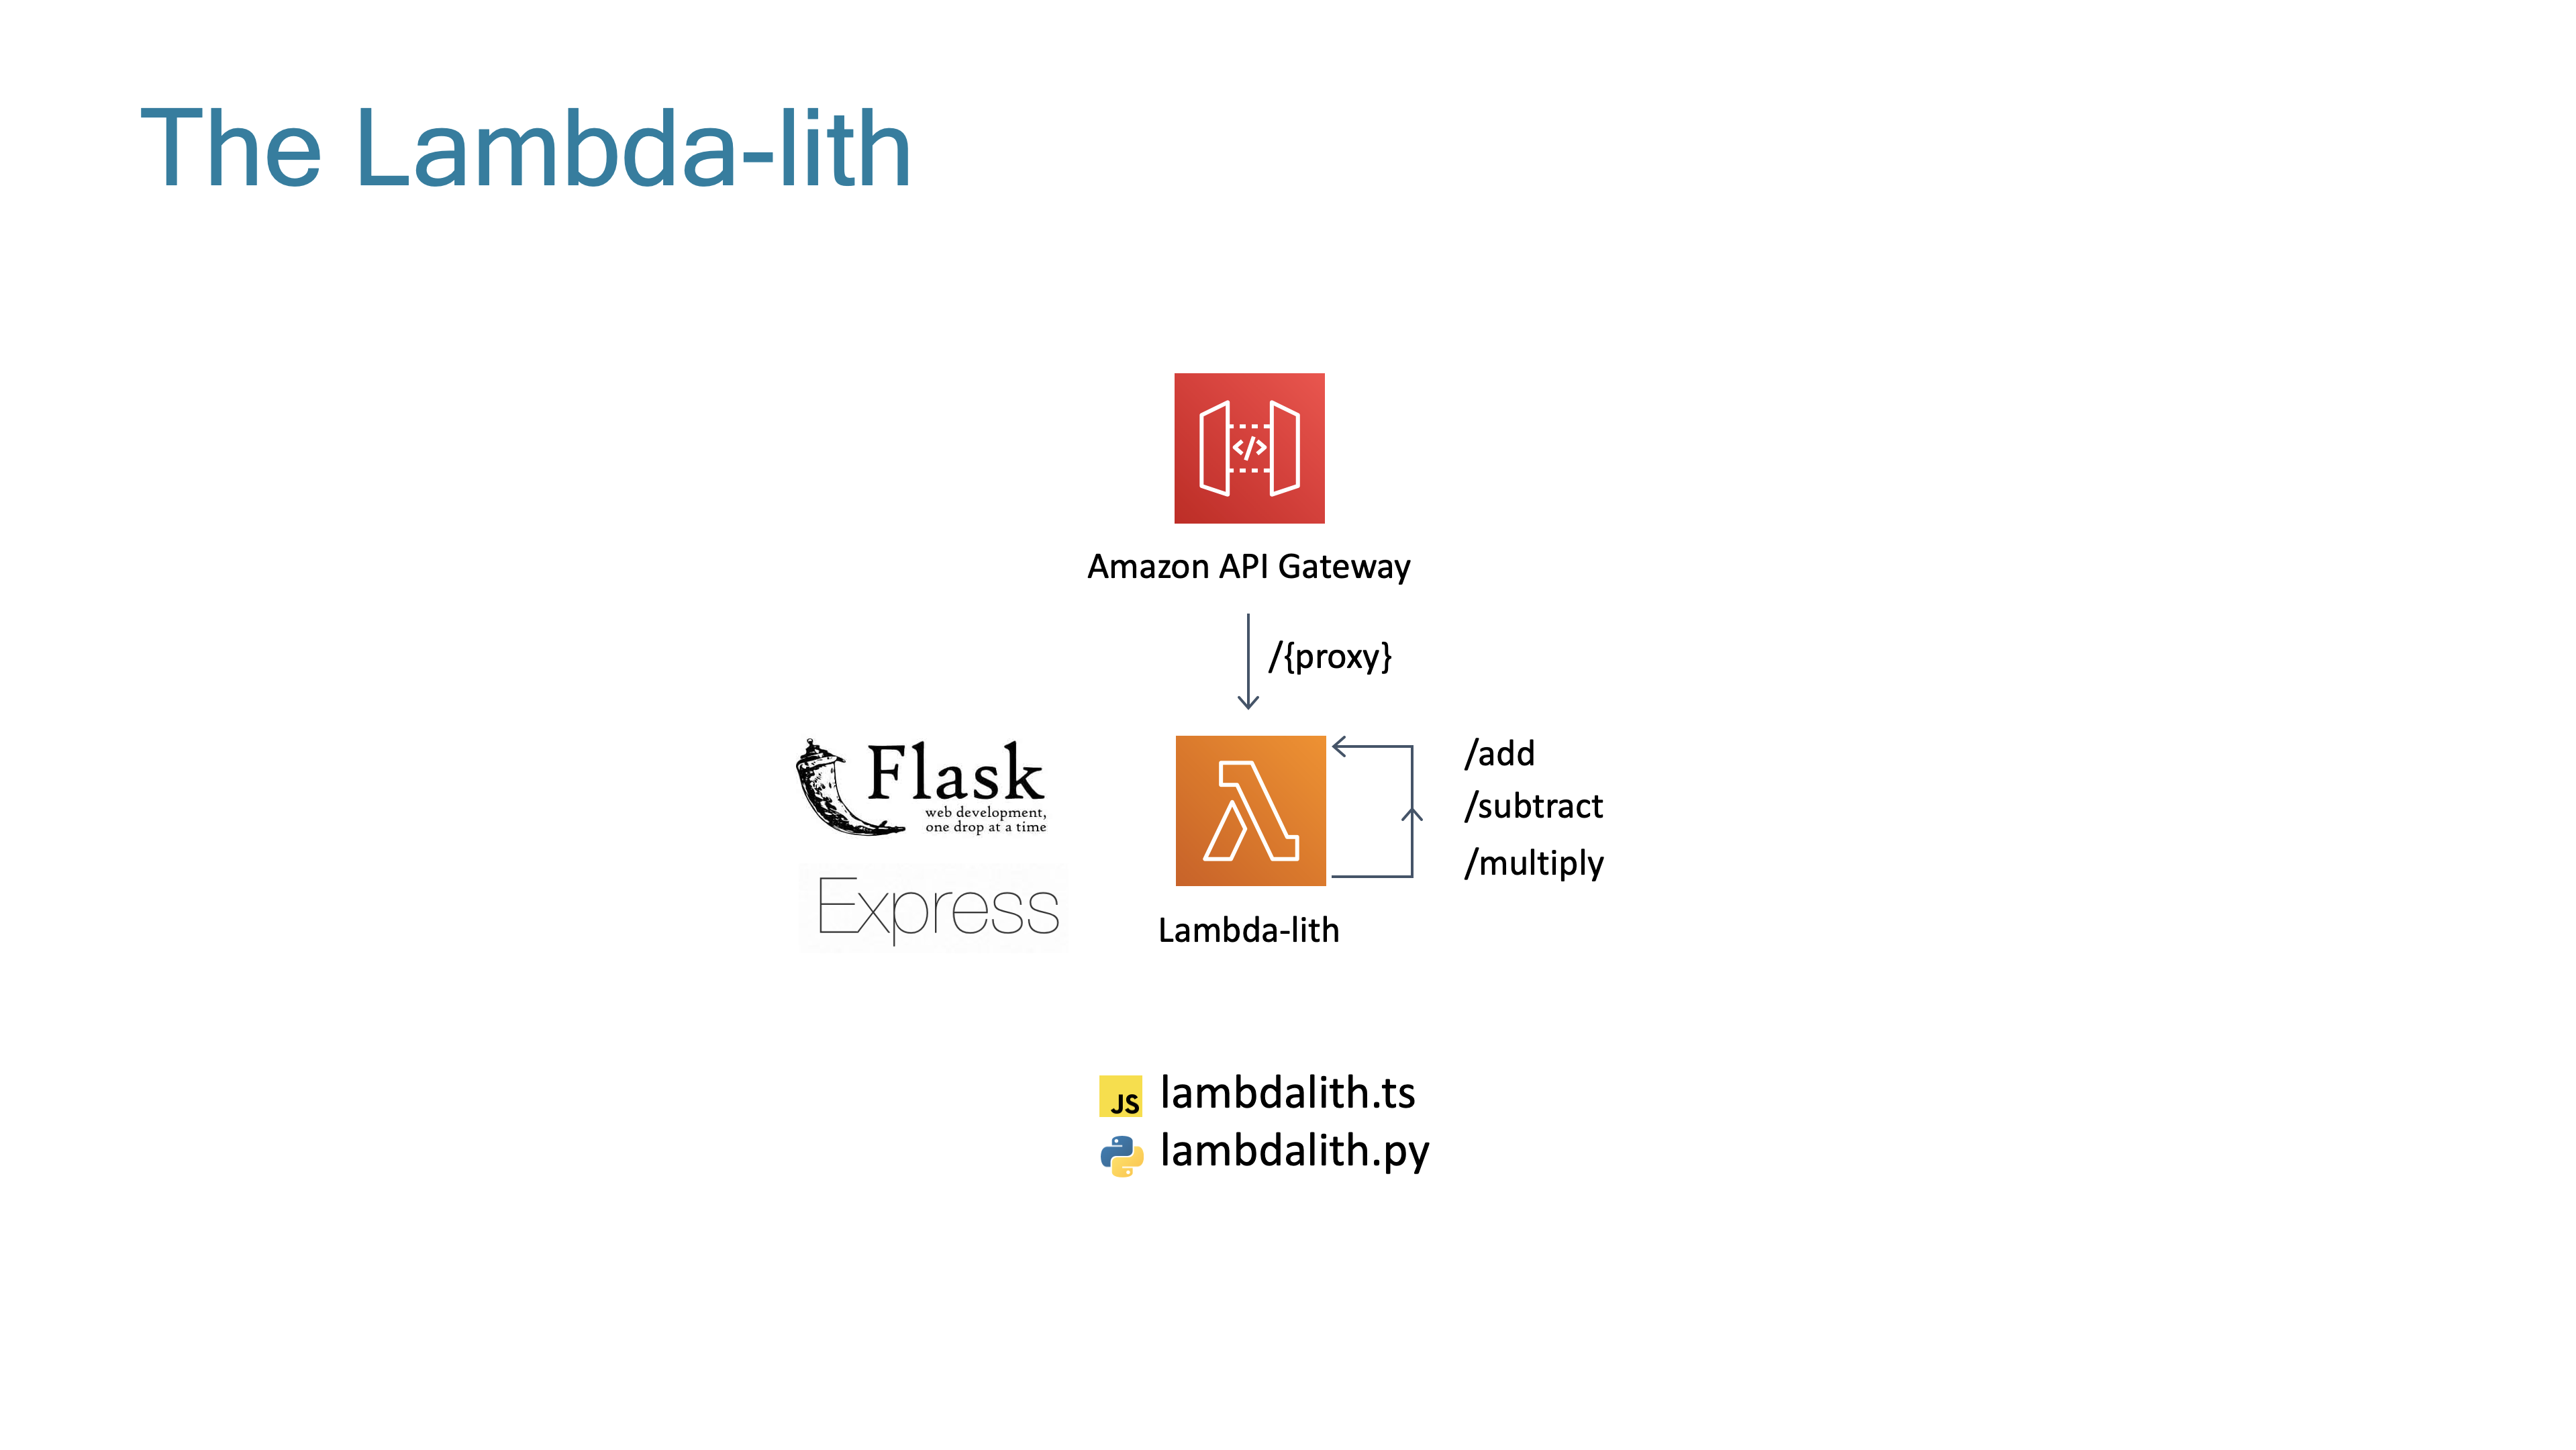 The Lambda-lith
</>
Amazon API Gateway
/{proxy}
Flask
web development,
one drop at a time
Express
/add
/subtract
/multiply
Lambda-lith
JS lambdalith.ts
lambdalith.py